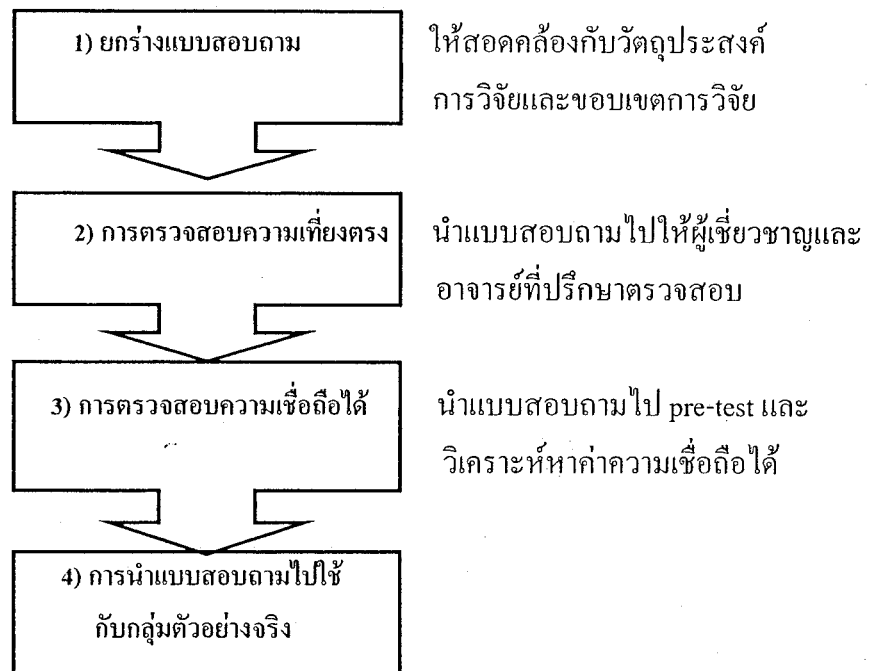 1) ยกร่างแบบสอบถาม
ให้สอดคล้องกับวัตถุประสงค์
การวิจัยและขอบเขตการวิจัย
2) การตรวจสอบความเที่ยงตรง
นำแบบสอบถามไปให้ผู้เชี่ยวชาญและ
อาจารย์ที่ปรึกษาตรวจสอบ
3) การตรวจสอบความเชื่อถือได้
นำแบบสอบถามไป pre-test และ
วิเคราะห์หาค่าความเชื่อถือได้
4) การนำแบบสอบถามไปใช้
กับกลุ่มตัวอย่างจริง